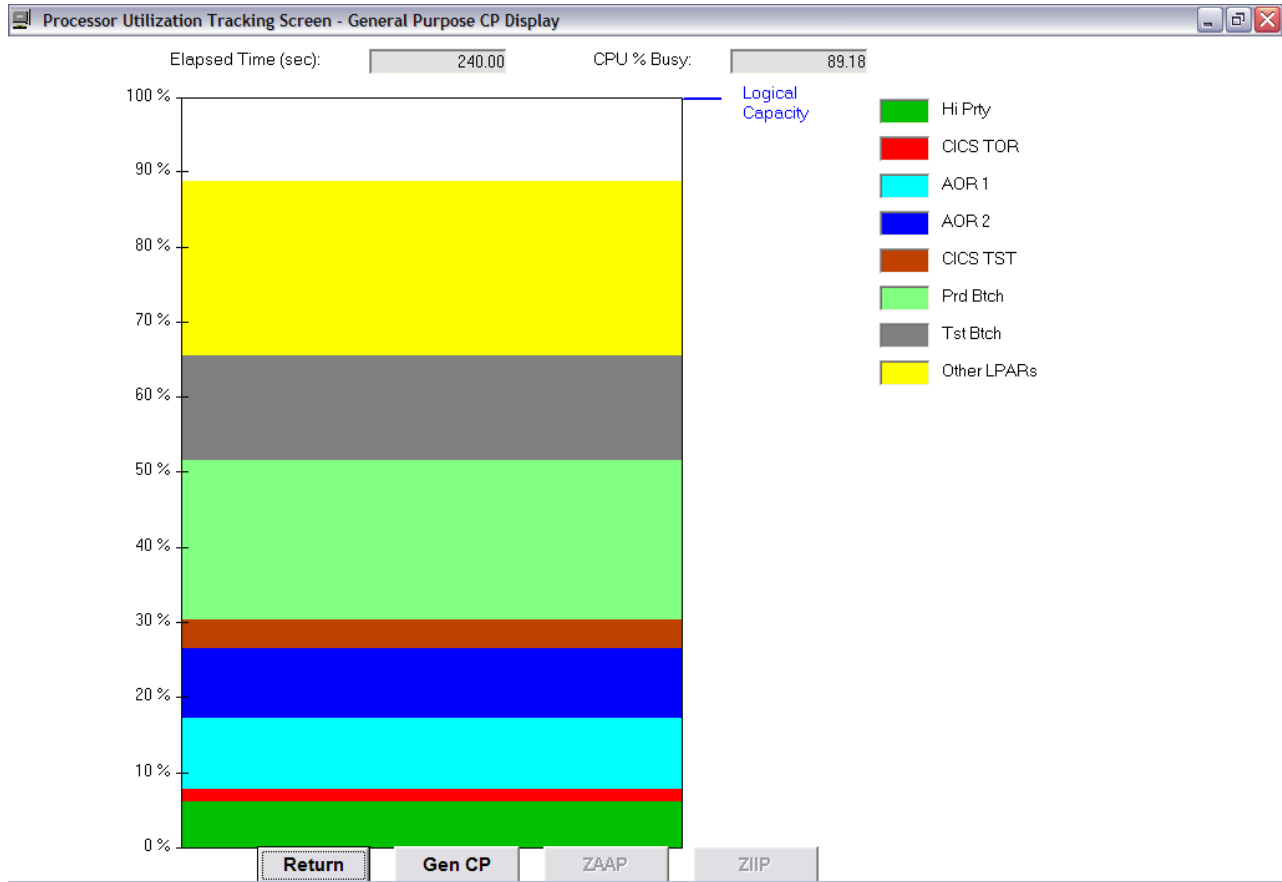 Processor Utilization Tracking Screen - General Purpose CP Display
Elapsed Time (sec): 240.00 CPU % Busy: 89.18
100 %
90 %
80 %
70 %
60 %
50 %
40 %
30 %
20 %
10 %
0 %
Logical
Capacity
Hi Prty
CICS TOR
AOR 1
AOR 2
CICS TST
Prd Btch
Tst Btch
Other LPARs
Return Gen CP ZAAP ZIIP